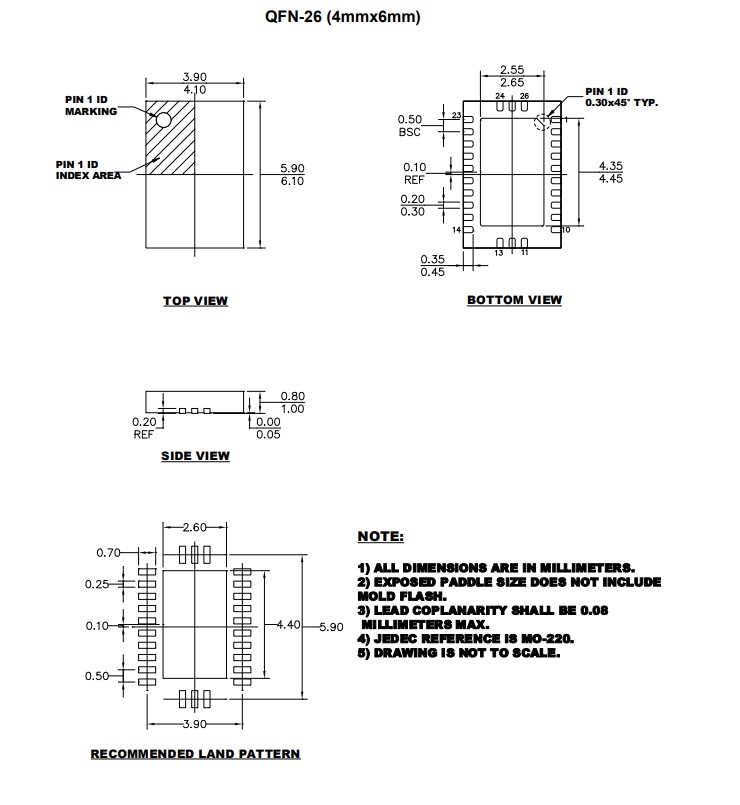 QFN-26 (4mmx6mm)
3.90
4.10
PIN 1 ID
MARKING
PIN 1 ID
INDEX AREA
5.90
6.10
TOP VIEW
2.55
2.65
PIN 1 ID
0.30x45° TYP.
24 26
23
1
0.50
BSC
0.10
REF
0.20
0.30
4.35
4.45
14
10
13 11
0.35
0.45
BOTTOM VIEW
0.80
1.00
0.20
REF
0.00
0.05
SIDE VIEW
2.60
0.70
0.25
0.10
4.40
5.90
0.50
3.90
RECOMMENDED LAND PATTERN
NOTE:
1) ALL DIMENSIONS ARE IN MILLIMETERS.
2) EXPOSED PADDLE SIZE DOES NOT INCLUDE
MOLD FLASH.
3) LEAD COPLANARITY SHALL BE 0.08
MILLIMETERS MAX.
4) JEDEC REFERENCE IS MO-220.
5) DRAWING IS NOT TO SCALE.